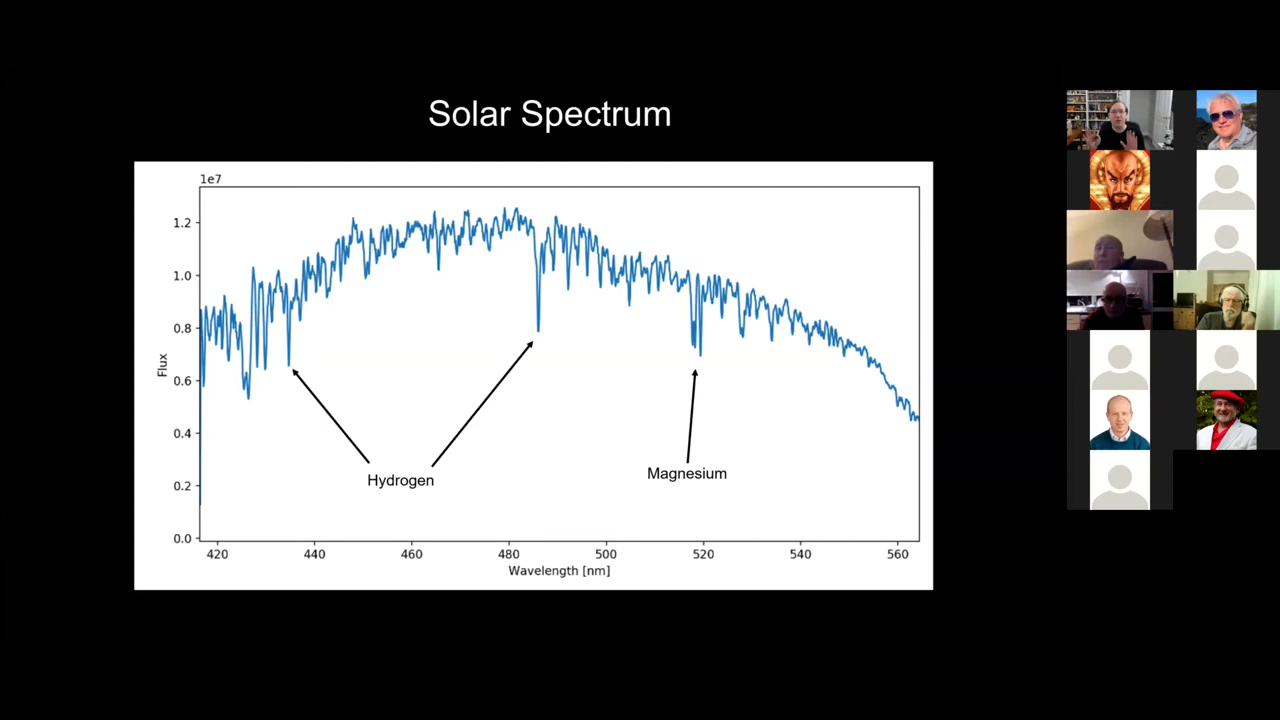 Solar Spectrum
1e7
1.2
1.0
0.8
0.6
0.4
0.2
0.0
Flux
Hydrogen
Magnesium
420 440 460 480 500 520 540 560
Wavelength [nm]